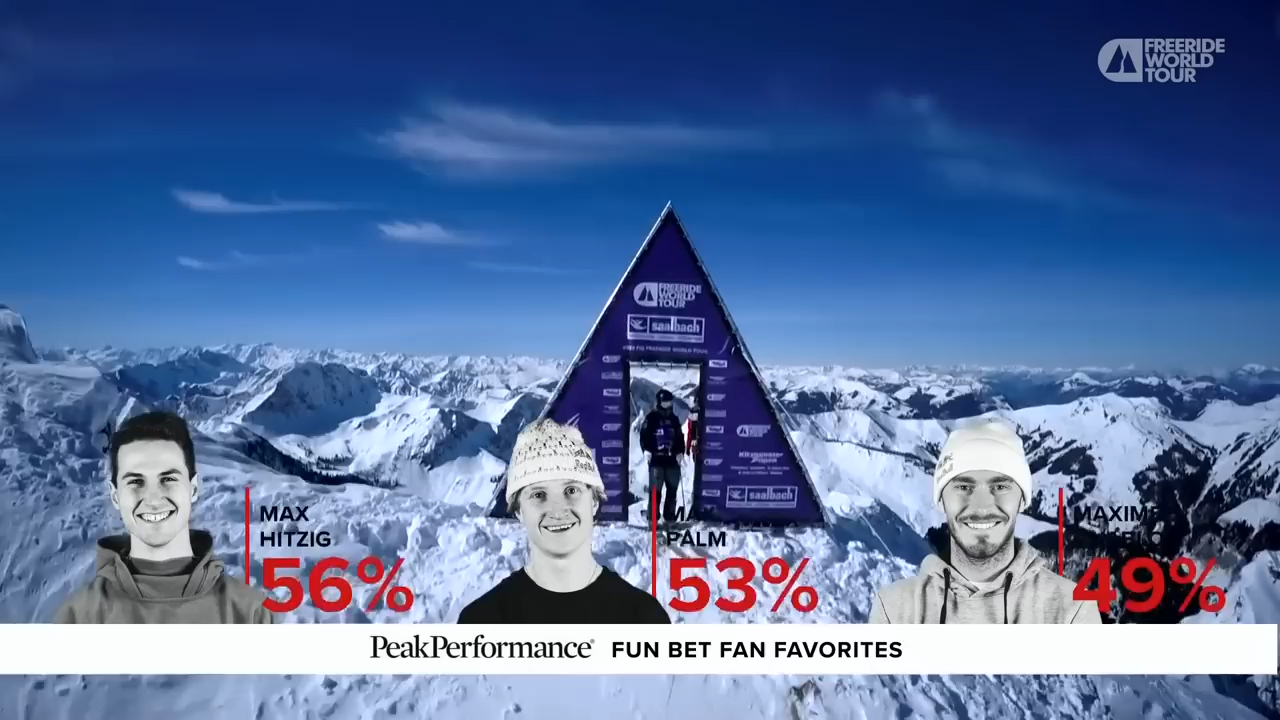 FREERIDE
WORLD
TOUR
FREERIDE
WORLD
TOUR
saalbach
saalbach
MAX
HITZIG
56%
PALM
53%
MAXIME
49%
PeakPerformance FUN BET FAN FAVORITES